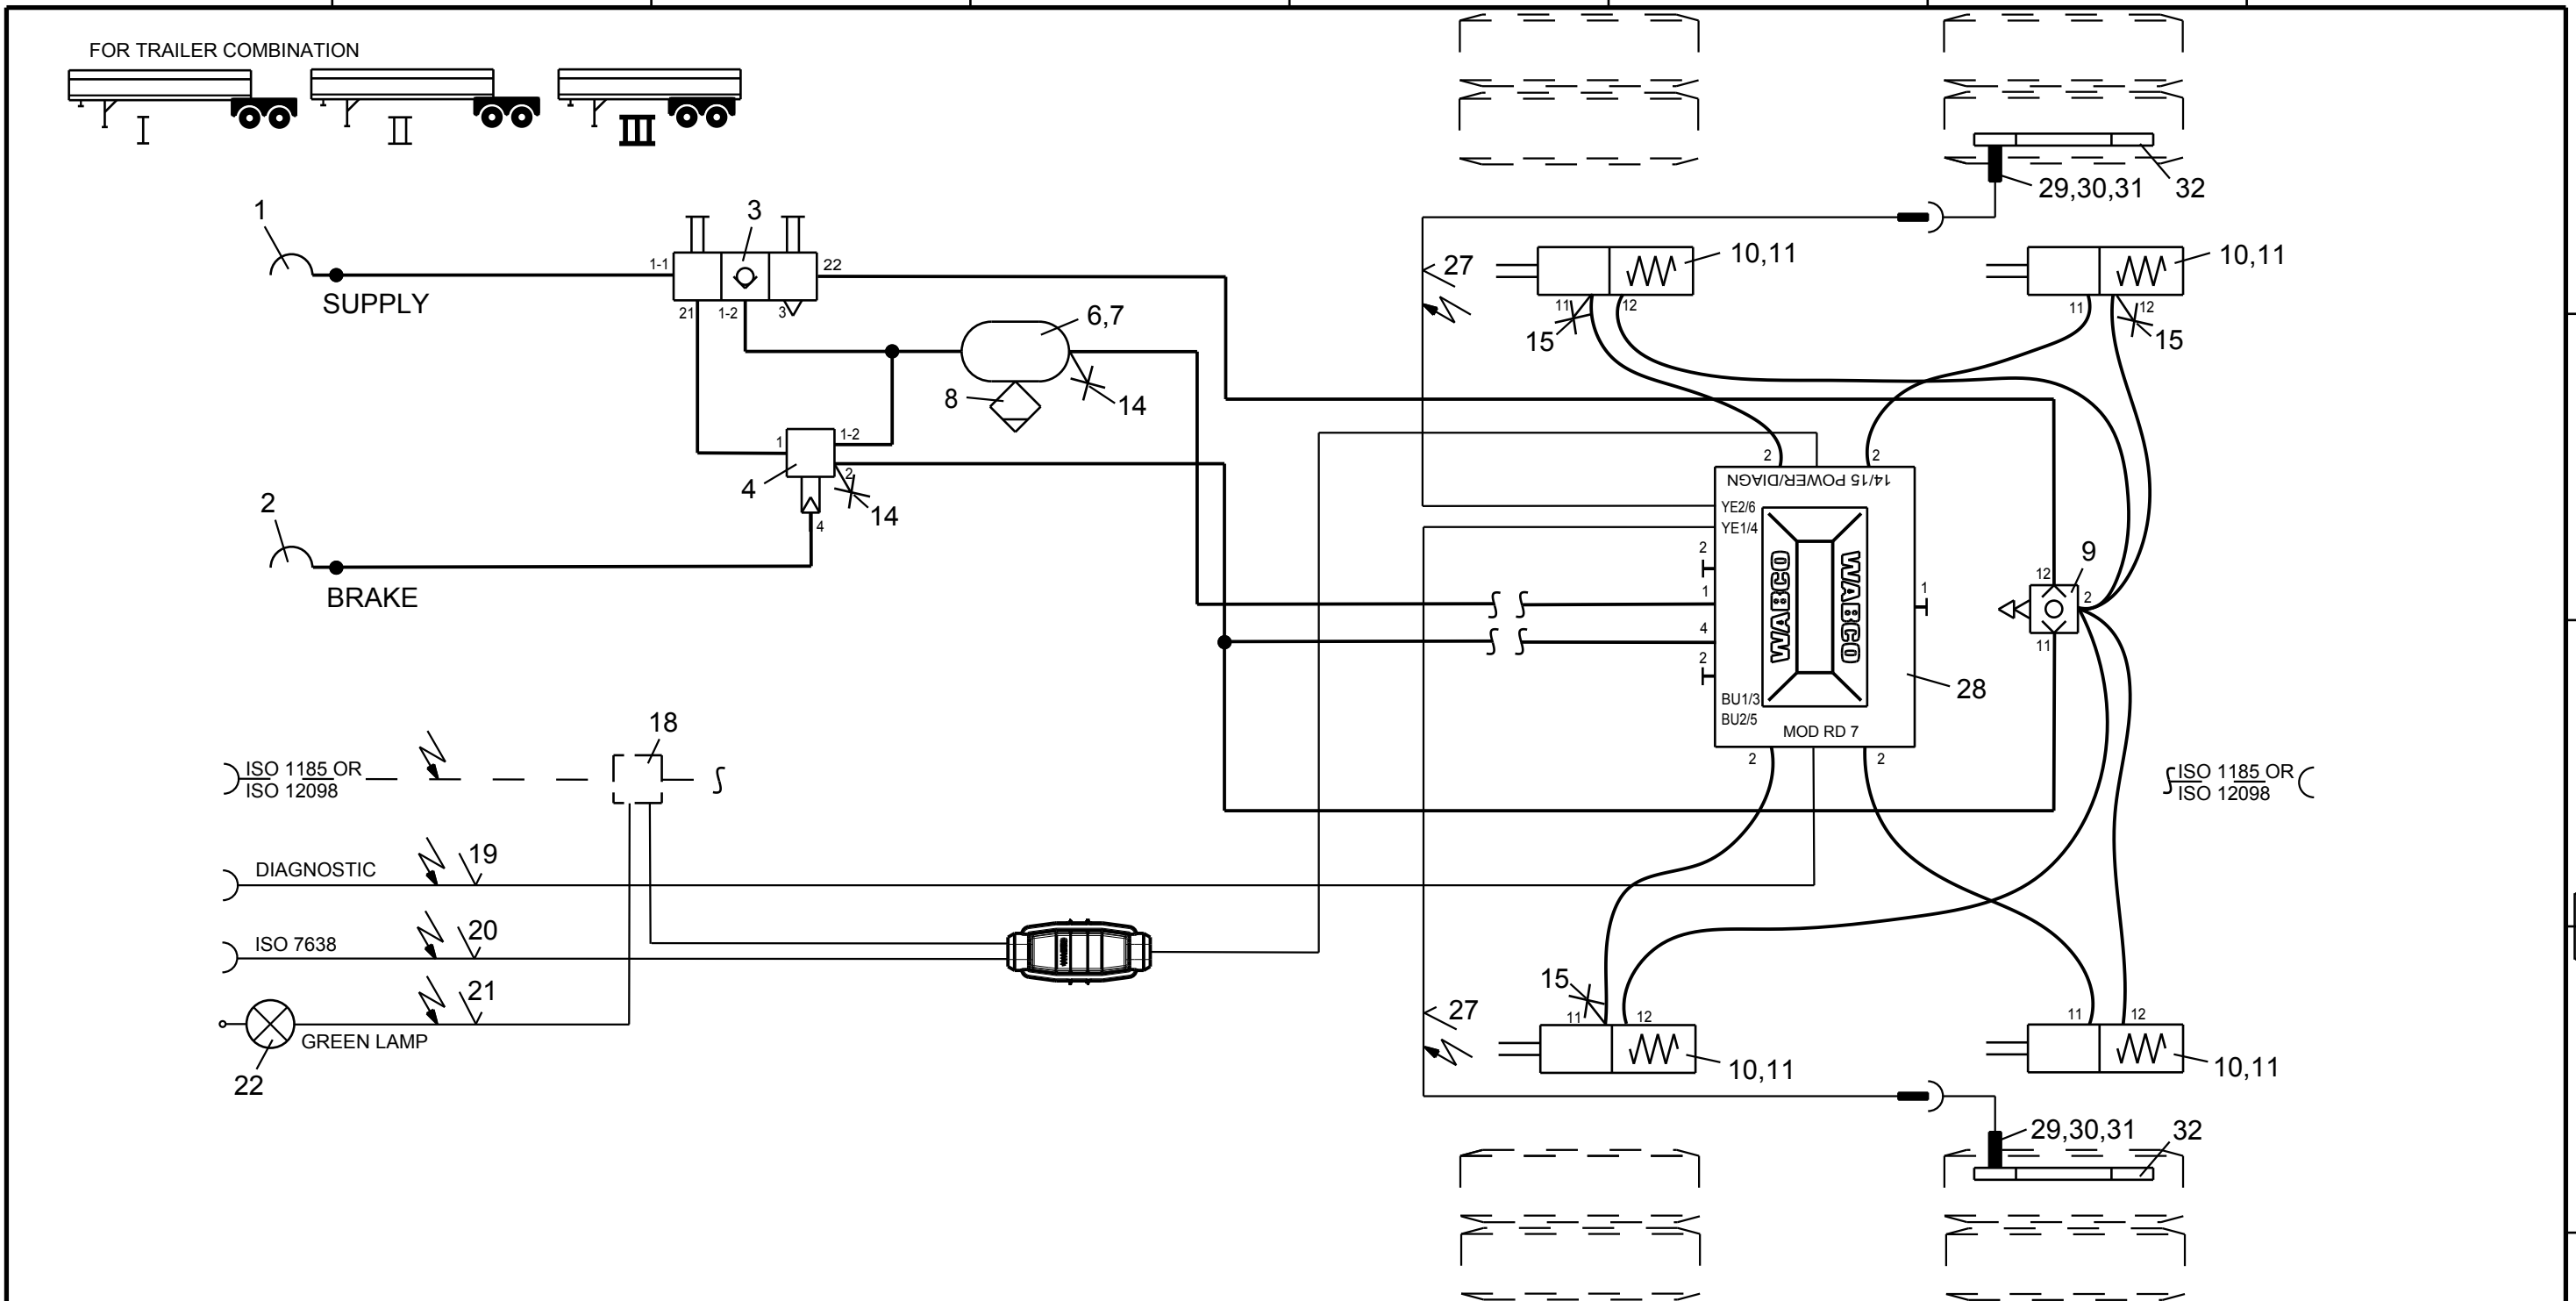 FOR TRAILER COMBINATION
I
II
III
29,30,31
32
1
3
1-1
22
SUPPLY
21
1-2
3
27
10,11
10,11
11
12
11
12
15
15
6,7
8
14
1
1-2
2
4
14
4
2
BRAKE
2
2
14/15 POWER/DIAGN
YE2/6
YE1/4
2
1
4
2
WABCO
WABCO
1
BU1/3
BU2/5
MOD RD 7
2
2
28
12
9
2
11
18
ISO 1185 OR
ISO 12098
ISO 1185 OR
ISO 12098
DIAGNOSTIC
19
ISO 7638
20
21
GREEN LAMP
22
15
27
11
12
11
12
10,11
10,11
29,30,31
32